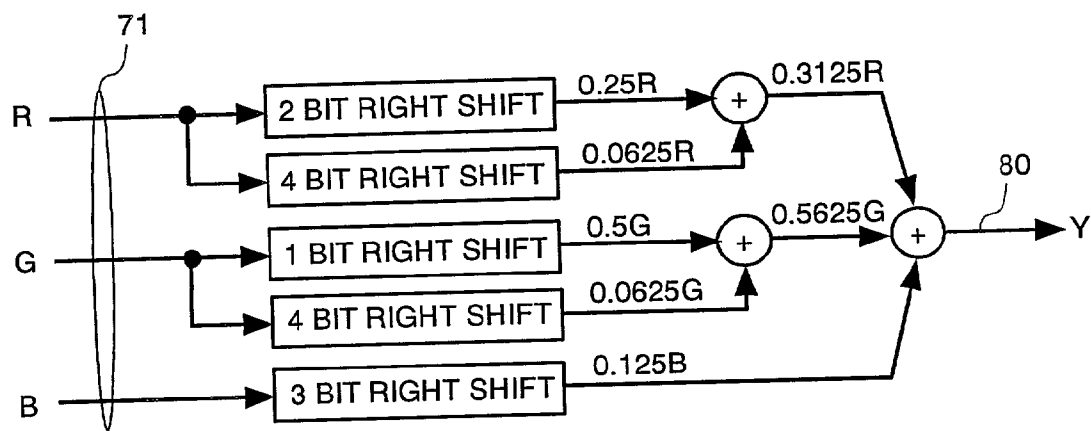 71
R
2 BIT RIGHT SHIFT
0.25R
+
0.3125R
4 BIT RIGHT SHIFT
0.0625R
80
G
1 BIT RIGHT SHIFT
0.5G
+
0.5625G
+
Y
4 BIT RIGHT SHIFT
0.0625G
B
3 BIT RIGHT SHIFT
0.125B